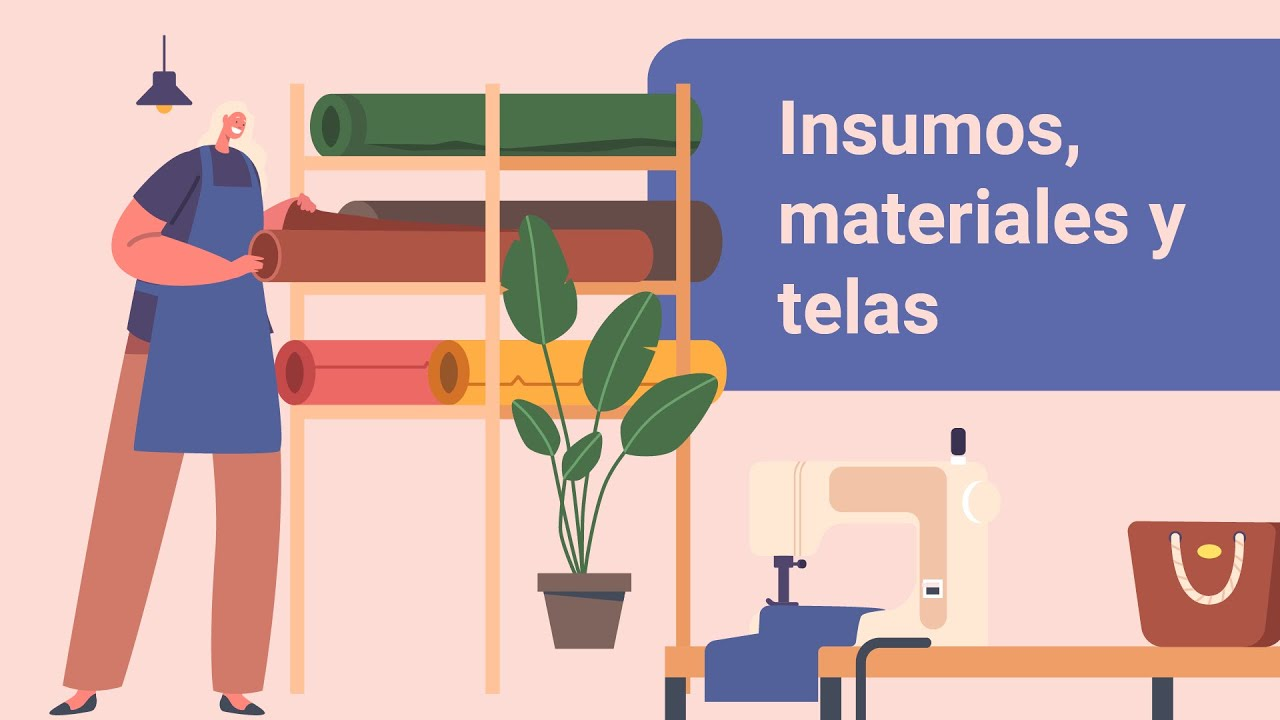 Insumos,
materiales y
telas